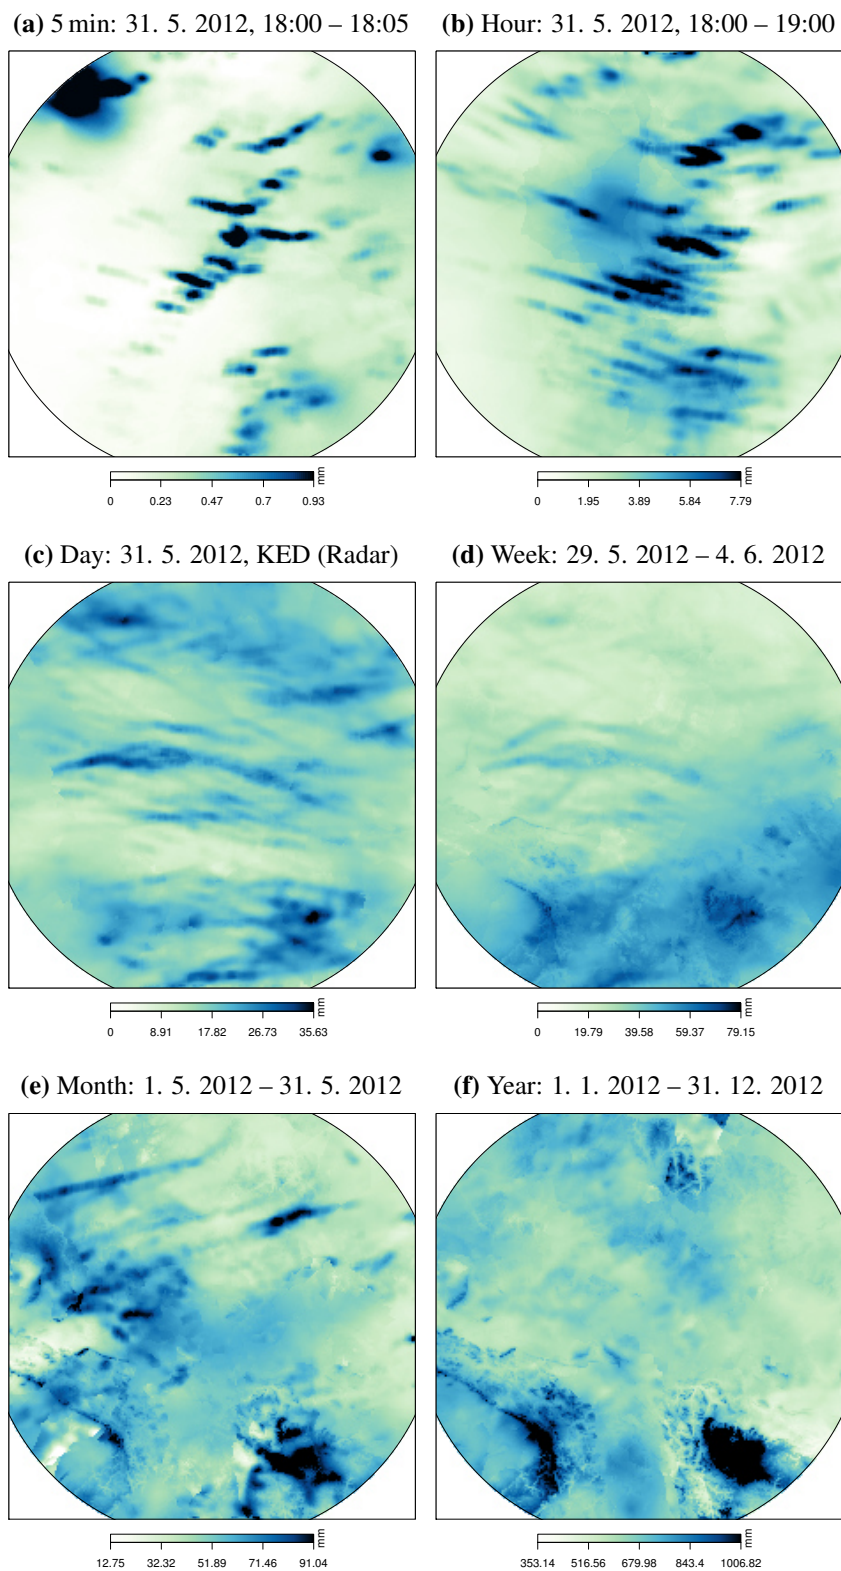 (a) 5 min: 31. 5. 2012, 18:00 – 18:05
(b) Hour: 31. 5. 2012, 18:00 – 19:00
mm
0 0.23 0.47 0.7 0.93
mm
0 1.95 3.89 5.84 7.79
(c) Day: 31. 5. 2012, KED (Radar)
(d) Week: 29. 5. 2012 – 4. 6. 2012
mm
0 8.91 17.82 26.73 35.63
mm
0 19.79 39.58 59.37 79.15
(e) Month: 1. 5. 2012 – 31. 5. 2012
(f) Year: 1. 1. 2012 – 31. 12. 2012
mm
12.75 32.32 51.89 71.46 91.04
mm
353.14 516.56 679.98 843.4 1006.82